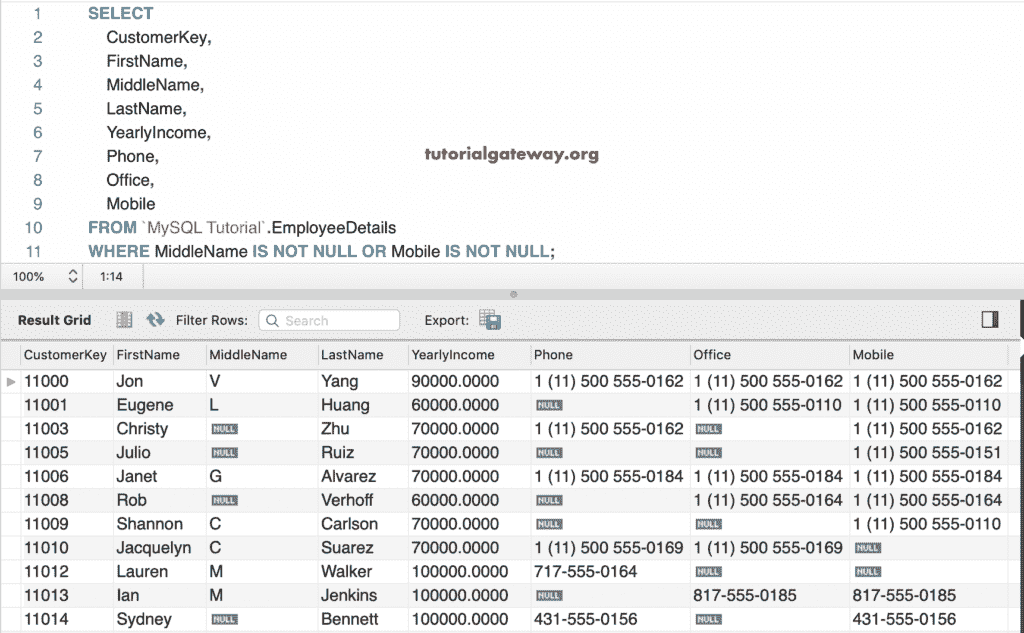 1 SELECT
2 CustomerKey,
3 FirstName,
4 MiddleName,
5 LastName,
6 YearlyIncome,
7 Phone,
8 Office,
9 Mobile
10 FROM `MySQL Tutorial`.EmployeeDetails
11 WHERE MiddleName IS NOT NULL OR Mobile IS NOT NULL;
tutorialgateway.org
100% 1:14
Result Grid Filter Rows: Search Export:
CustomerKey FirstName MiddleName LastName YearlyIncome Phone Office Mobile
11000 Jon V Yang 90000.0000 1 (11) 500 555-0162 1 (11) 500 555-0162 1 (11) 500 555-0162
11001 Eugene L Huang 60000.0000 NULL 1 (11) 500 555-0110 1 (11) 500 555-0110
11003 Christy NULL Zhu 70000.0000 1 (11) 500 555-0162 NULL 1 (11) 500 555-0162
11005 Julio NULL Ruiz 70000.0000 NULL NULL 1 (11) 500 555-0151
11006 Janet G Alvarez 70000.0000 1 (11) 500 555-0184 1 (11) 500 555-0184 1 (11) 500 555-0184
11008 Rob NULL Verhoff 60000.0000 NULL 1 (11) 500 555-0164 1 (11) 500 555-0164
11009 Shannon C Carlson 70000.0000 NULL NULL 1 (11) 500 555-0110
11010 Jacquelyn C Suarez 70000.0000 1 (11) 500 555-0169 1 (11) 500 555-0169 NULL
11012 Lauren M Walker 100000.0000 717-555-0164 NULL NULL
11013 Ian M Jenkins 100000.0000 NULL 817-555-0185 817-555-0185
11014 Sydney NULL Bennett 100000.0000 431-555-0156 NULL 431-555-0156